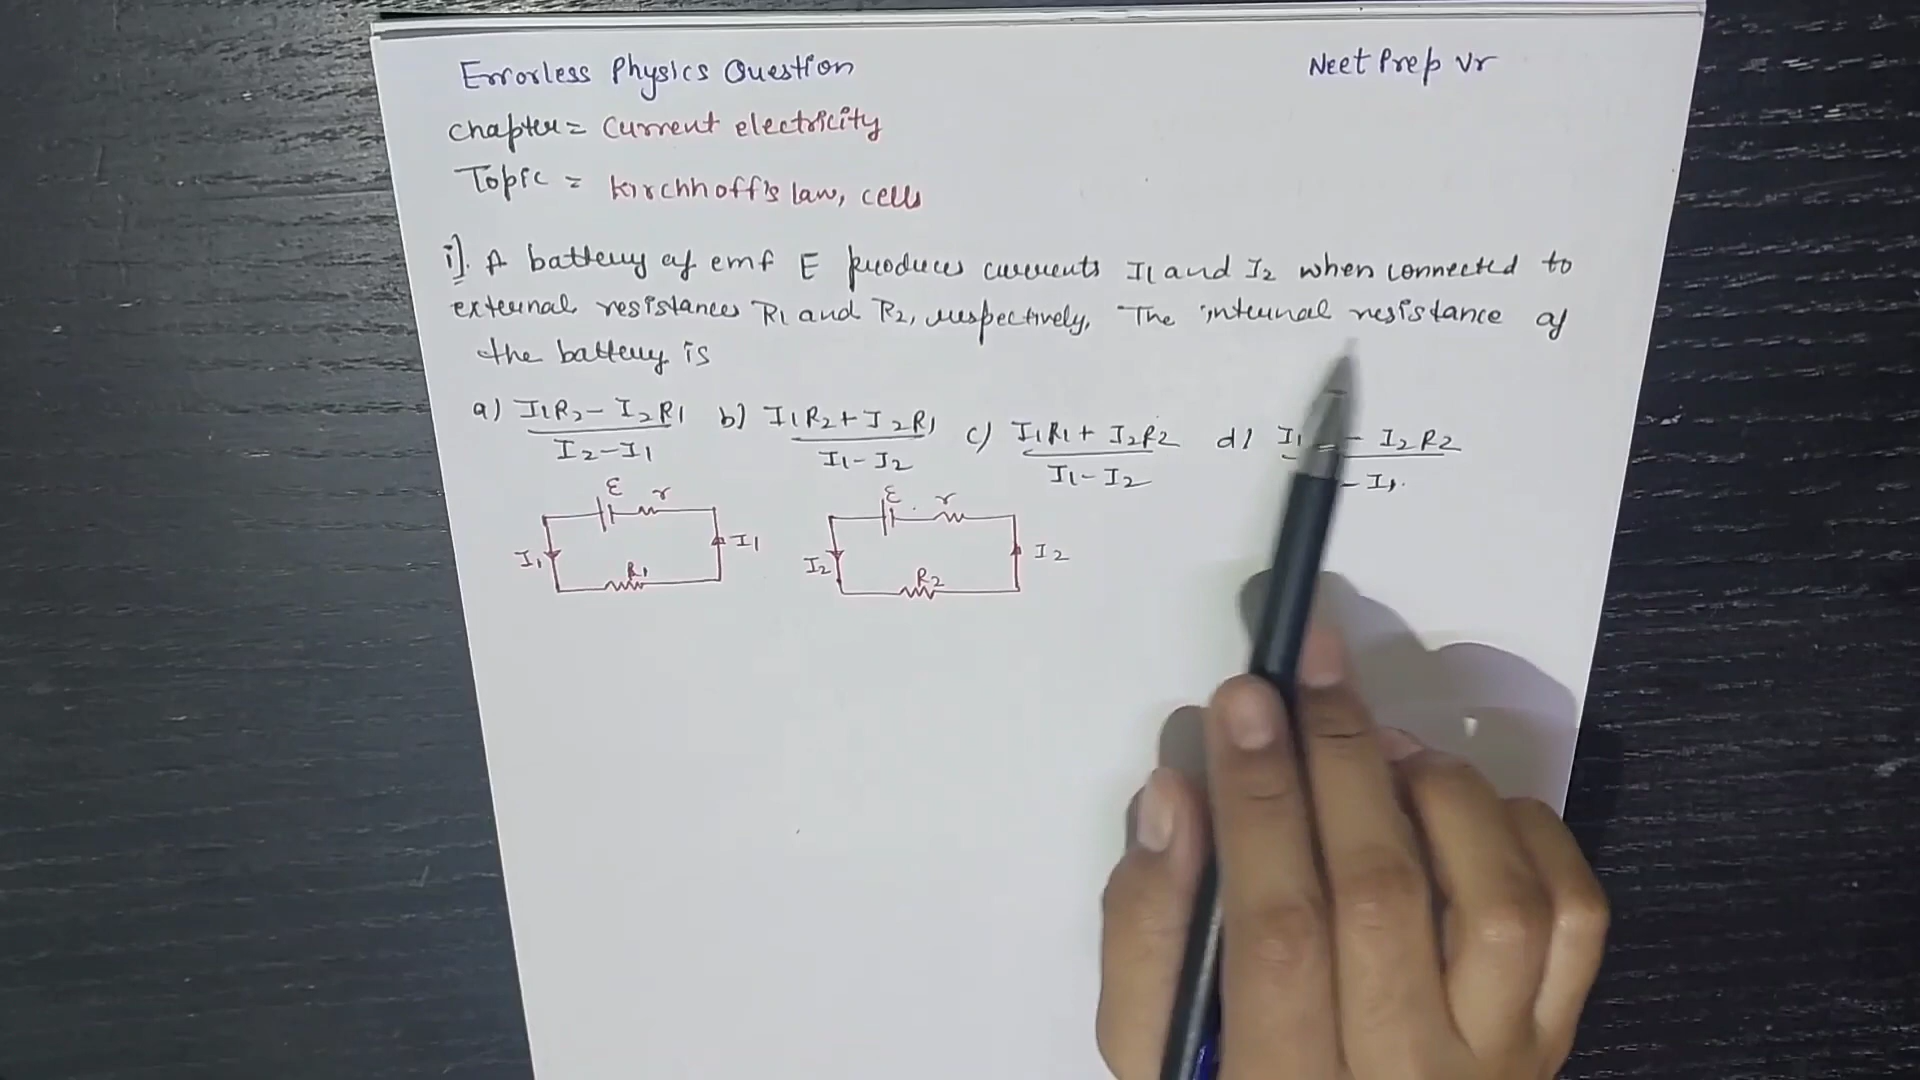 Errorless Physics Question
Neet Prep Vr
Chapter = Current electricity
Topic = Kirchhoff's law, cells
i]. A battery of emf E produces currents I1 and I2 when connected to
external resistances R1 and R2, respectively, The internal resistance of
the battery is
a) I1R2 - I2R1 b) I1R2 + I2R1 c) I1R1 + I2R2 d) I1 - I2R2
I2 - I1 I1 - I2 I1 - I2 - I1.
ε r ε r
I1 I1 I2 I2
R1 R2